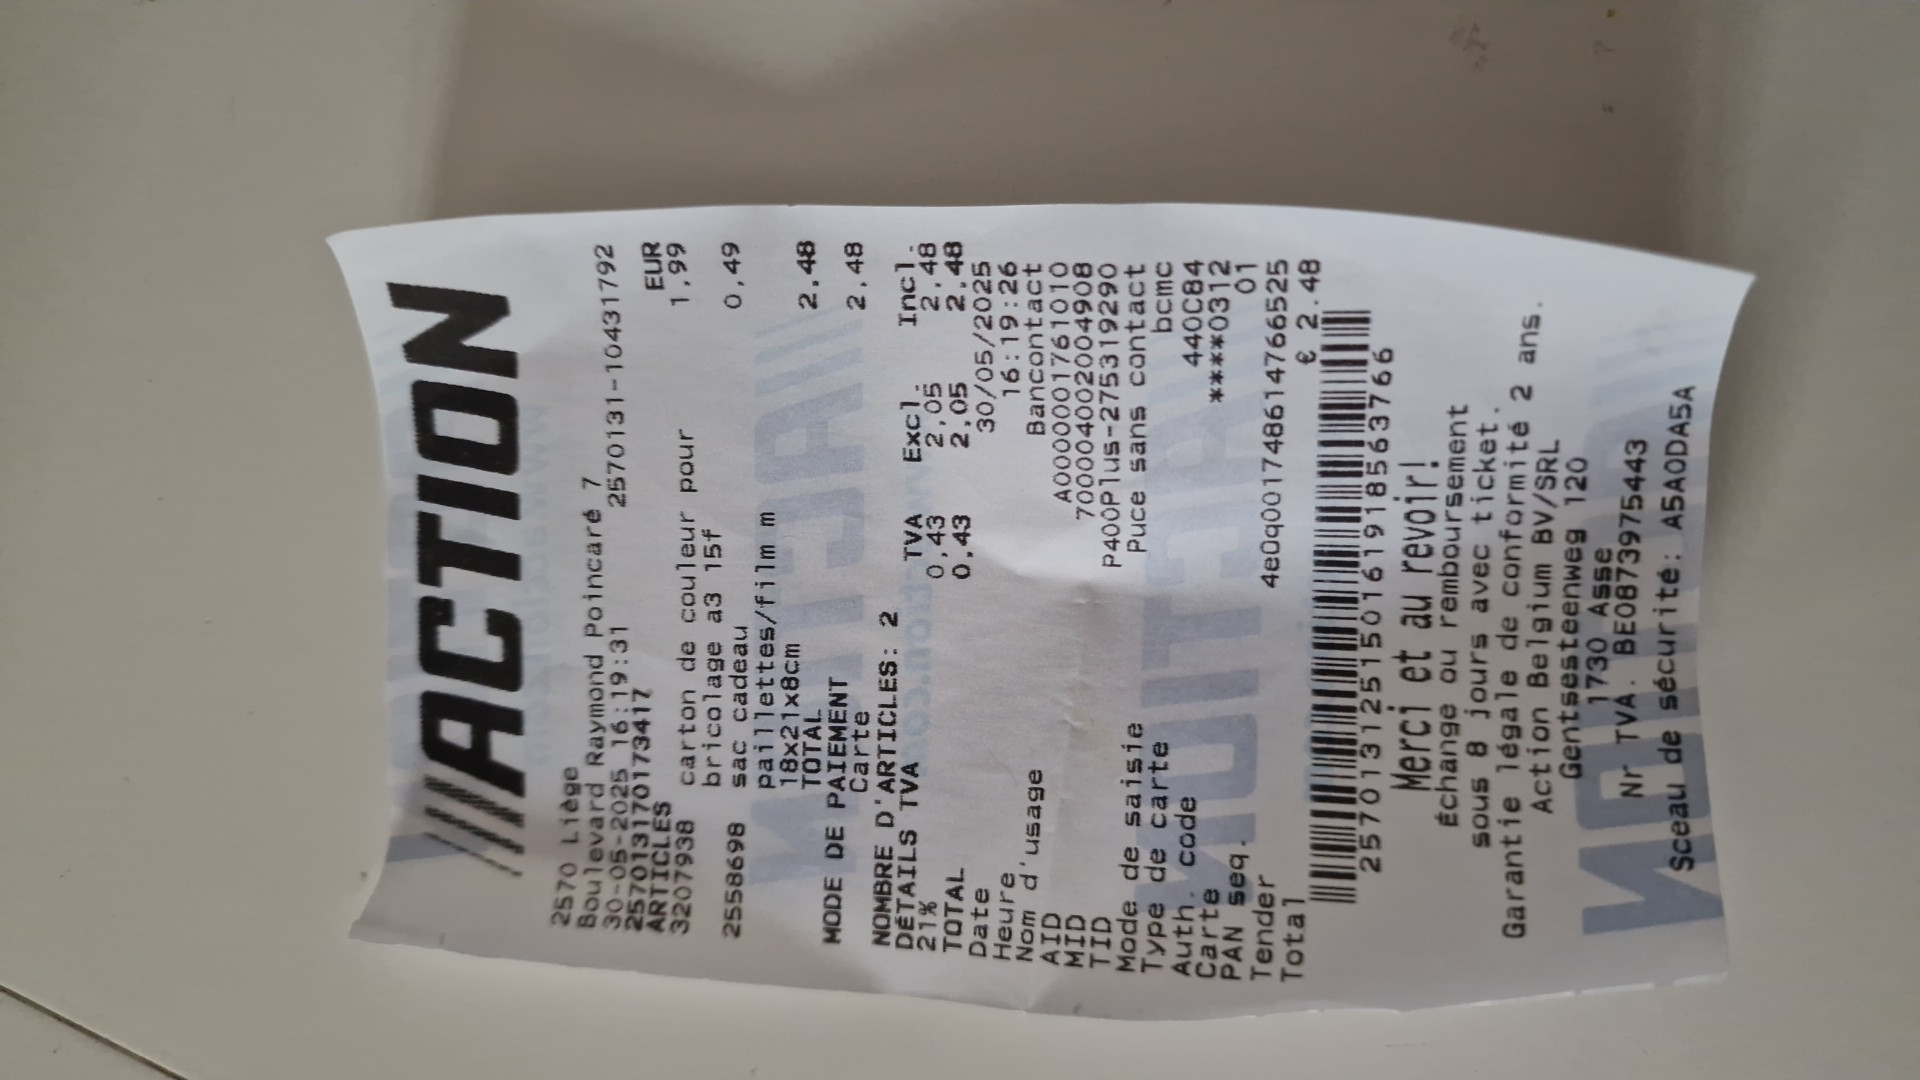 ACTION
2570 Liège
Boulevard Raymond Poincaré 7
30-05-2025 16:19:31 2570131-10431792
257013170173417
ARTICLES EUR
3207938 carton de couleur pour 1,99
bricolage a3 15f
2558698 sac cadeau 0,49
paillettes/film m
18x21x8cm
TOTAL 2,48
MODE DE PAIEMENT
Carte 2,48
NOMBRE D'ARTICLES: 2
DÉTAILS TVA TVA Excl. Incl.
21% 0,43 2,05 2,48
TOTAL 0,43 2,05 2,48
Date 30/05/2025
Heure 16:19:26
Nom d'usage Bancontact
AID A0000001761010
MID 700004002004908
TID P400Plus-275319290
Mode de saisie Puce sans contact
Type de carte bcmc
Auth. code 440C84
Carte *****0312
PAN seq. 01
Tender 4e0q001748614766525
Total € 2.48
25701312515016191856376​6
Merci et au revoir!
Échange ou remboursement
sous 8 jours avec ticket.
Garantie légale de conformité 2 ans.
Action Belgium BV/SRL
Gentsesteenweg 120
1730 Asse
Nr TVA. BE0873975443
Sceau de sécurité: A5A0DA5A